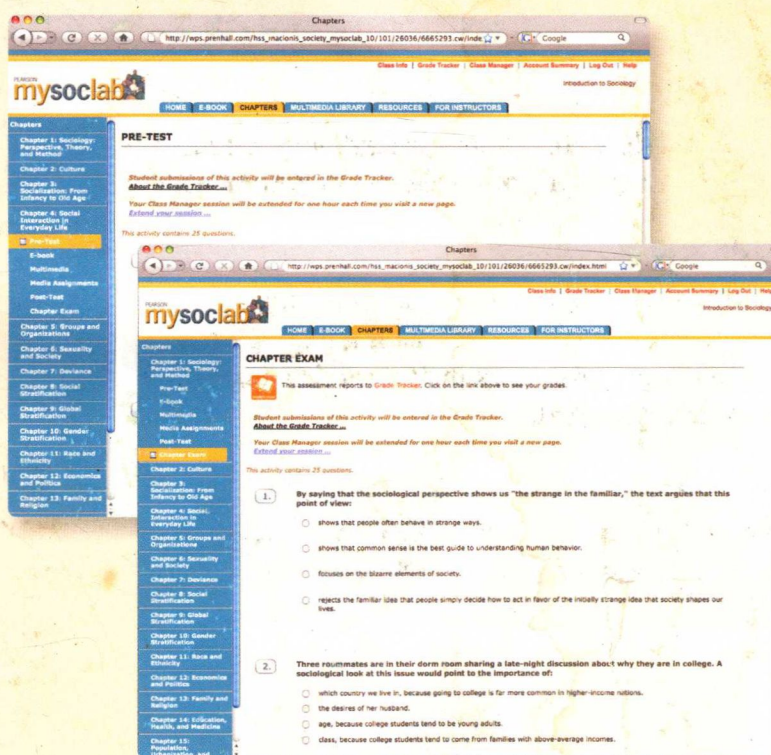 Chapters
http://wps.prenhall.com/hss_macionis_society_mysoclab_10/101/26036/6665293.cw/inde
Google
Class Info | Grade Tracker | Class Manager | Account Summary | Log Out | Help
PEARSON
mysoclab
Introduction to Sociology
HOME E-BOOK CHAPTERS MULTIMEDIA LIBRARY RESOURCES FOR INSTRUCTORS
Chapters
Chapter 1: Sociology:
Perspective, Theory,
and Method
Chapter 2: Culture
Chapter 3:
Socialization: From
Infancy to Old Age
Chapter 4: Social
Interaction in
Everyday Life
Pre-Test
E-book
Multimedia
Media Assignments
Post-Test
Chapter Exam
Chapter 5: Groups and
Organizations
Chapter 6: Sexuality
and Society
Chapter 7: Deviance
Chapter 8: Social
Stratification
Chapter 9: Global
Stratification
Chapter 10: Gender
Stratification
Chapter 11: Race and
Ethnicity
Chapter 12: Economics
and Politics
Chapter 13: Family and
Religion
PRE-TEST
Student submissions of this activity will be entered in the Grade Tracker.
About the Grade Tracker ...
Your Class Manager session will be extended for one hour each time you visit a new page.
Extend your session ...
This activity contains 25 questions.
Chapters
http://wps.prenhall.com/hss_macionis_society_mysoclab_10/101/26036/6665293.cw/index.html
Google
Class Info | Grade Tracker | Class Manager | Account Summary | Log Out | Help
PEARSON
mysoclab
Introduction to Sociology
HOME E-BOOK CHAPTERS MULTIMEDIA LIBRARY RESOURCES FOR INSTRUCTORS
Chapters
Chapter 1: Sociology:
Perspective, Theory,
and Method
Pre-Test
E-book
Multimedia
Media Assignments
Post-Test
Chapter Exam
Chapter 2: Culture
Chapter 3:
Socialization: From
Infancy to Old Age
Chapter 4: Social
Interaction in
Everyday Life
Chapter 5: Groups and
Organizations
Chapter 6: Sexuality
and Society
Chapter 7: Deviance
Chapter 8: Social
Stratification
Chapter 9: Global
Stratification
Chapter 10: Gender
Stratification
Chapter 11: Race and
Ethnicity
Chapter 12: Economics
and Politics
Chapter 13: Family and
Religion
Chapter 14: Education,
Health, and Medicine
Chapter 15:
Population,
Urbanization, and
CHAPTER EXAM
This assessment reports to Grade Tracker. Click on the link above to see your grades.
Student submissions of this activity will be entered in the Grade Tracker.
About the Grade Tracker ...
Your Class Manager session will be extended for one hour each time you visit a new page.
Extend your session ...
This activity contains 25 questions.
1. By saying that the sociological perspective shows us "the strange in the familiar," the text argues that this
point of view:
shows that people often behave in strange ways.
shows that common sense is the best guide to understanding human behavior.
focuses on the bizarre elements of society.
rejects the familiar idea that people simply decide how to act in favor of the initially strange idea that society shapes our
lives.
2. Three roommates are in their dorm room sharing a late-night discussion about why they are in college. A
sociological look at this issue would point to the importance of:
which country we live in, because going to college is far more common in higher-income nations.
the desires of her husband.
age, because college students tend to be young adults.
class, because college students tend to come from families with above-average incomes.